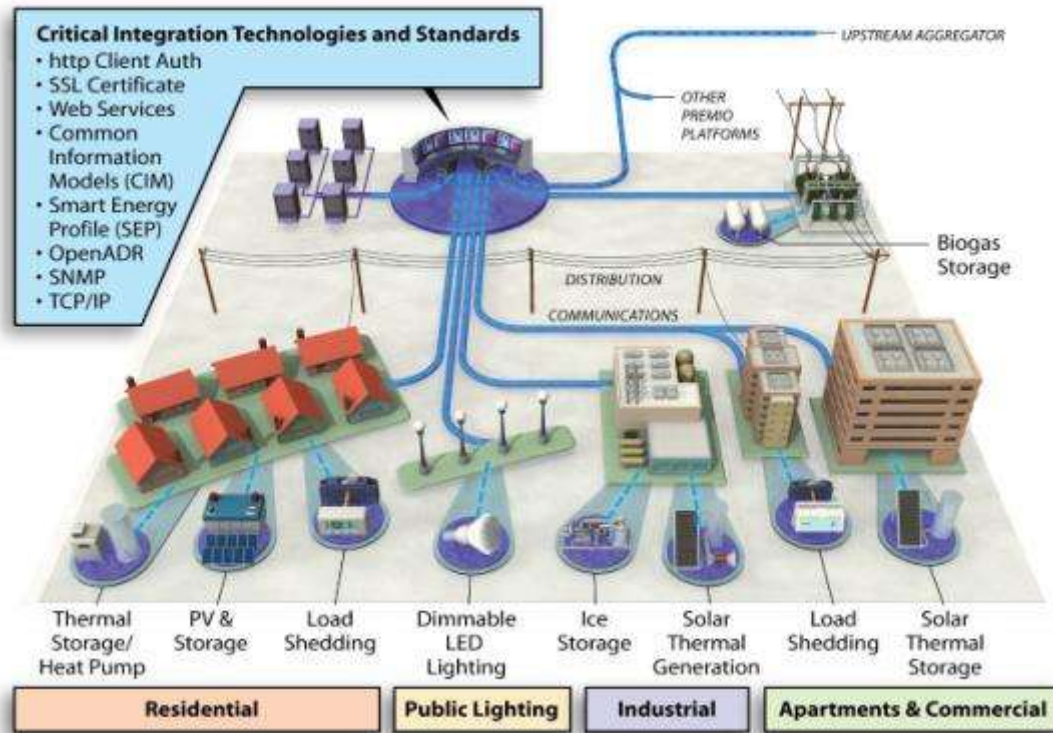 Critical Integration Technologies and Standards
• http Client Auth
• SSL Certificate
• Web Services
• Common
Information
Models (CIM)
• Smart Energy
Profile (SEP)
• OpenADR
• SNMP
• TCP/IP
UPSTREAM AGGREGATOR
OTHER
PREMIO
PLATFORMS
Biogas
Storage
DISTRIBUTION
COMMUNICATIONS
Thermal
Storage/
Heat Pump
PV &
Storage
Load
Shedding
Dimmable
LED
Lighting
Ice
Storage
Solar
Thermal
Generation
Load
Shedding
Solar
Thermal
Storage
Residential
Public Lighting
Industrial
Apartments & Commercial